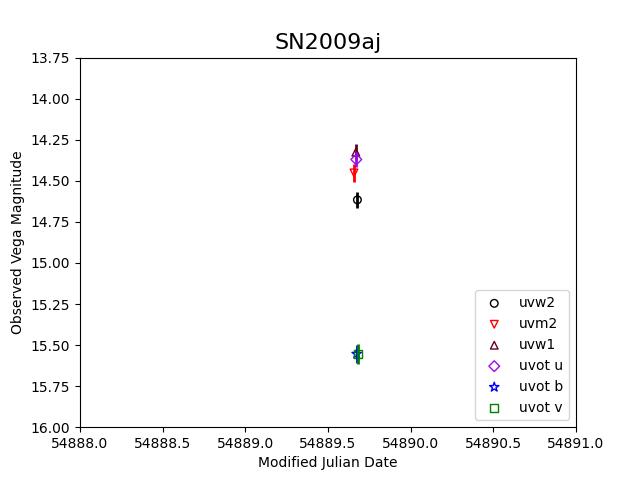 SN2009aj
13.75
14.00
14.25
14.50
14.75
15.00
15.25
15.50
15.75
16.00
Observed Vega Magnitude
uvw2
uvm2
uvw1
uvot u
uvot b
uvot v
54888.0 54888.5 54889.0 54889.5 54890.0 54890.5 54891.0
Modified Julian Date